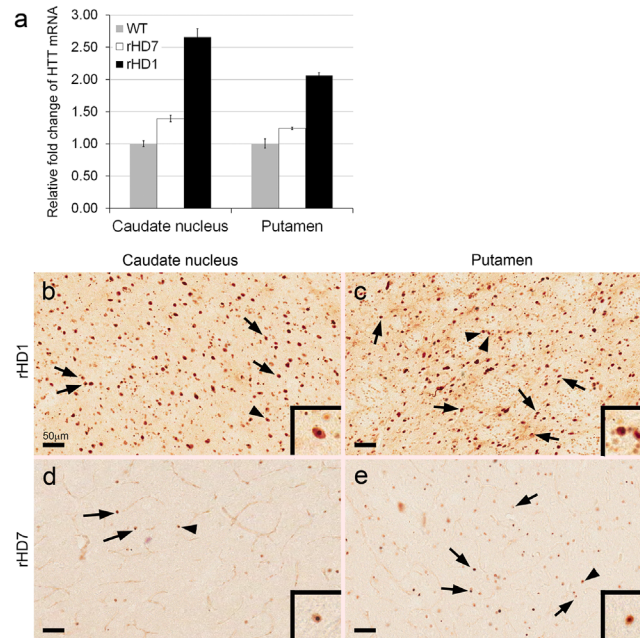 a
Relative fold change of HTT mRNA
3.00
2.50
2.00
1.50
1.00
0.50
0.00
WT
rHD7
rHD1
Caudate nucleus
Putamen
Caudate nucleus
Putamen
rHD1
b
50μm
c
rHD7
d
e